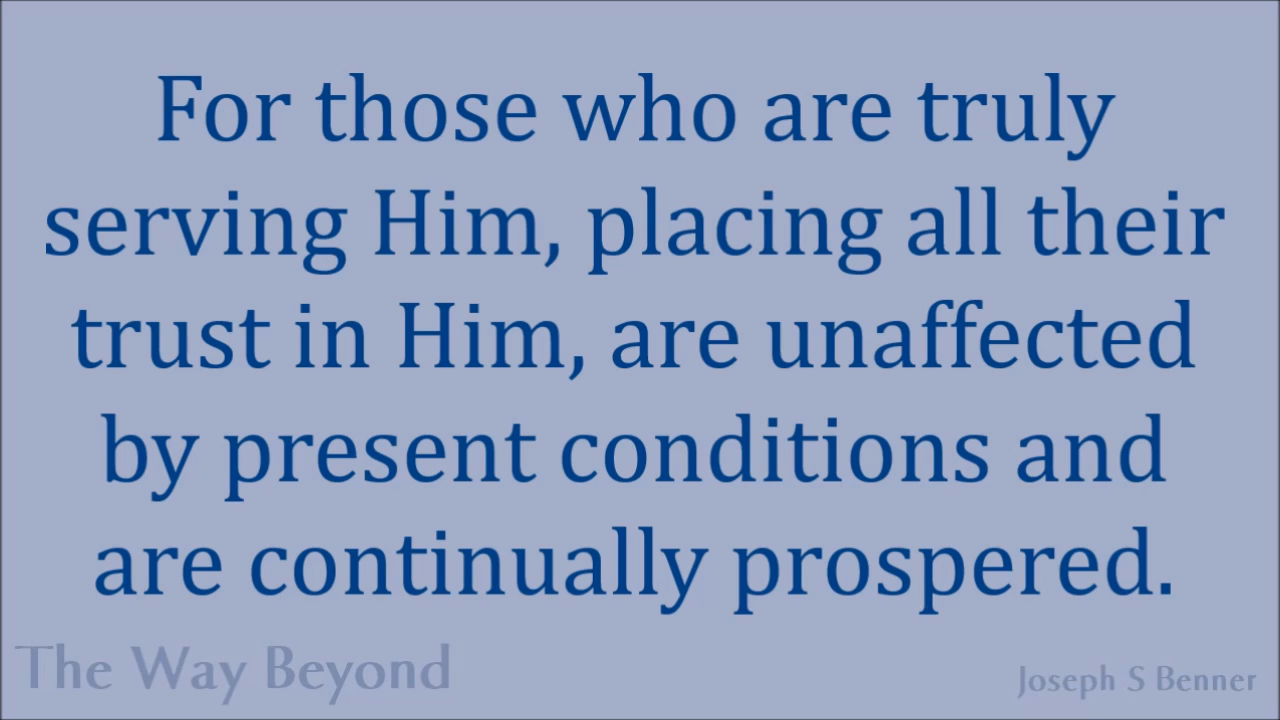 For those who are truly
serving Him, placing all their
trust in Him, are unaffected
by present conditions and
are continually prospered.
The Way Beyond
Joseph S Benner